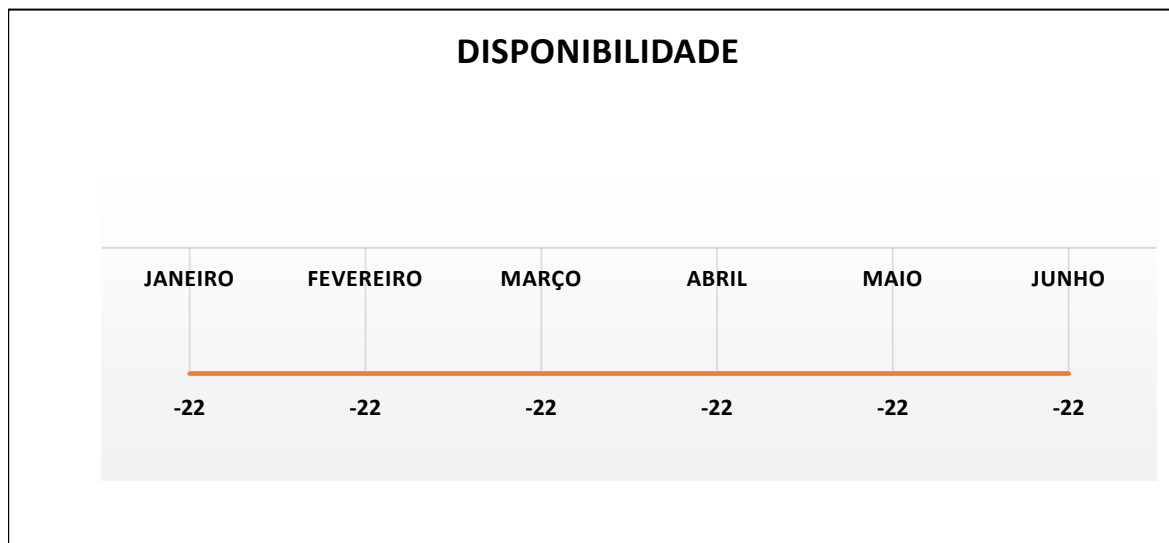 DISPONIBILIDADE
JANEIRO FEVEREIRO MARÇO ABRIL MAIO JUNHO
-22 -22 -22 -22 -22 -22